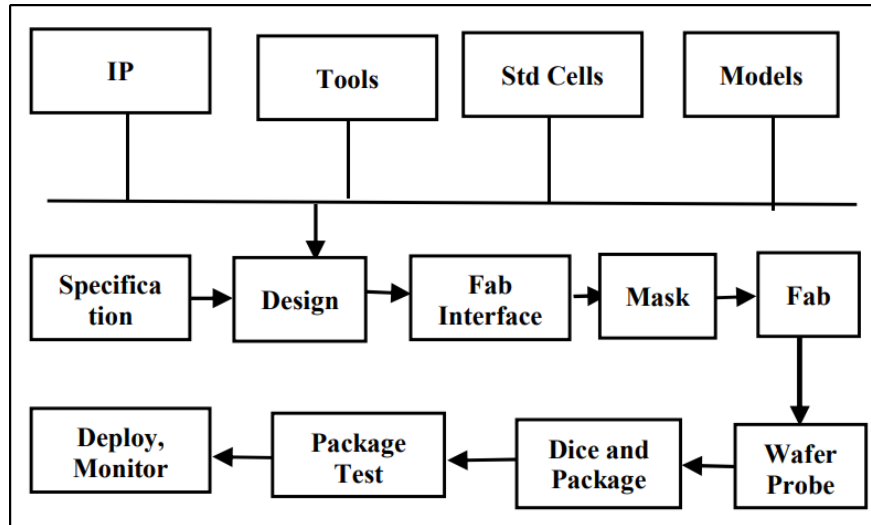 IP
Tools
Std Cells
Models
Specifica
tion
Design
Fab
Interface
Mask
Fab
Deploy,
Monitor
Package
Test
Dice and
Package
Wafer
Probe